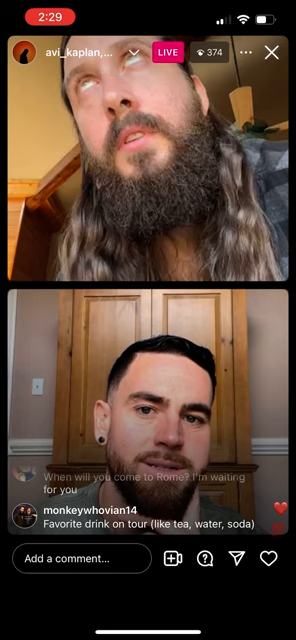 2:29
avi_kaplan,...
LIVE
374
When will you come to Rome? I'm waiting
for you
monkeywhovian14
Favorite drink on tour (like tea, water, soda)
Add a comment...